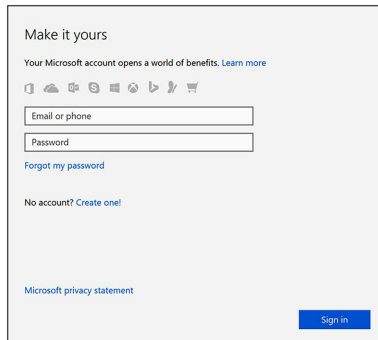 Make it yours
Your Microsoft account opens a world of benefits. Learn more
Email or phone
Password
Forgot my password
No account? Create one!
Microsoft privacy statement
Sign in